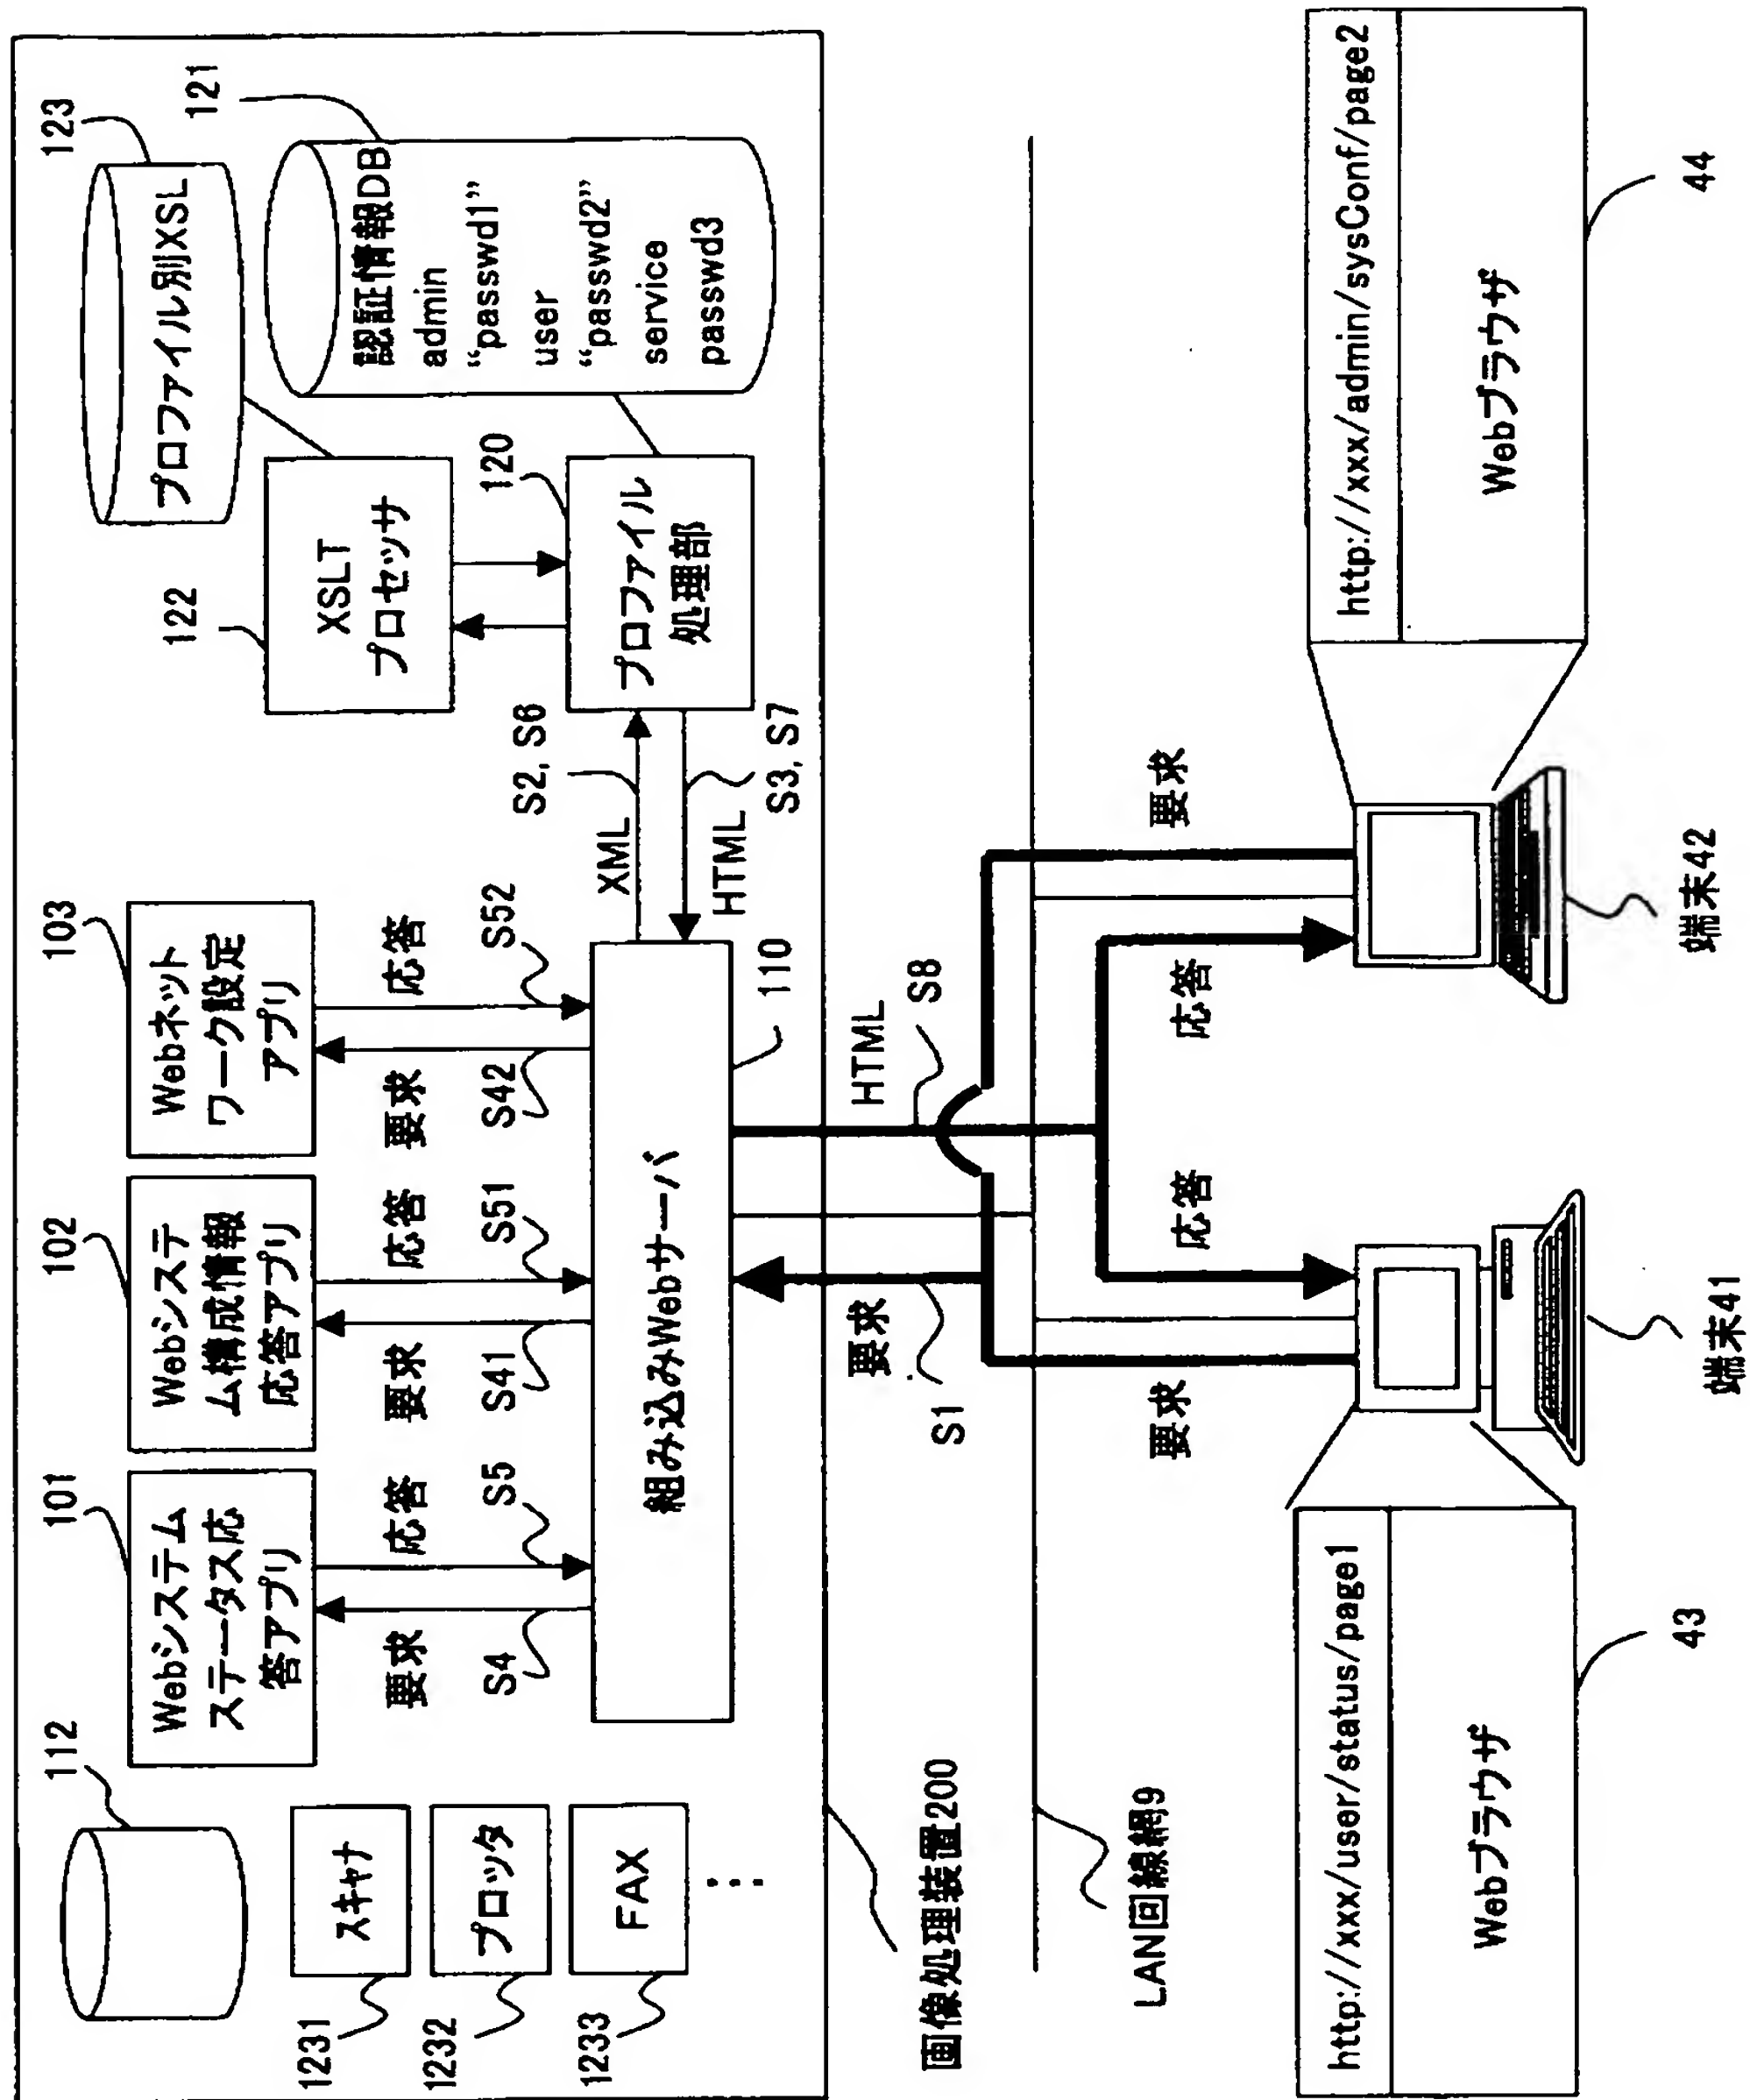 112
スキャナ
1231
プロッタ
1232
FAX
1233
⋮
101
Webシステム
ステータス応
答アプリ
102
Webシステ
ム構成情報
応答アプリ
103
Webネット
ワーク設定
アプリ
要求
応答
S4
S5
要求
応答
S41
S51
要求
応答
S42
S52
組み込みWebサーバ
110
XML
S2, S6
HTML
S3, S7
122
XSLT
プロセッサ
120
プロファイル
処理部
123
プロファイル別XSL
121
認証情報DB
admin
“passwd1”
user
“passwd2”
service
passwd3
画像処理装置200
要求
S1
HTML
S8
LAN回線網9
要求
応答
応答
要求
http://xxx/user/status/page1
Webブラウザ
43
端末41
端末42
http://xxx/admin/sysConf/page2
Webブラウザ
44